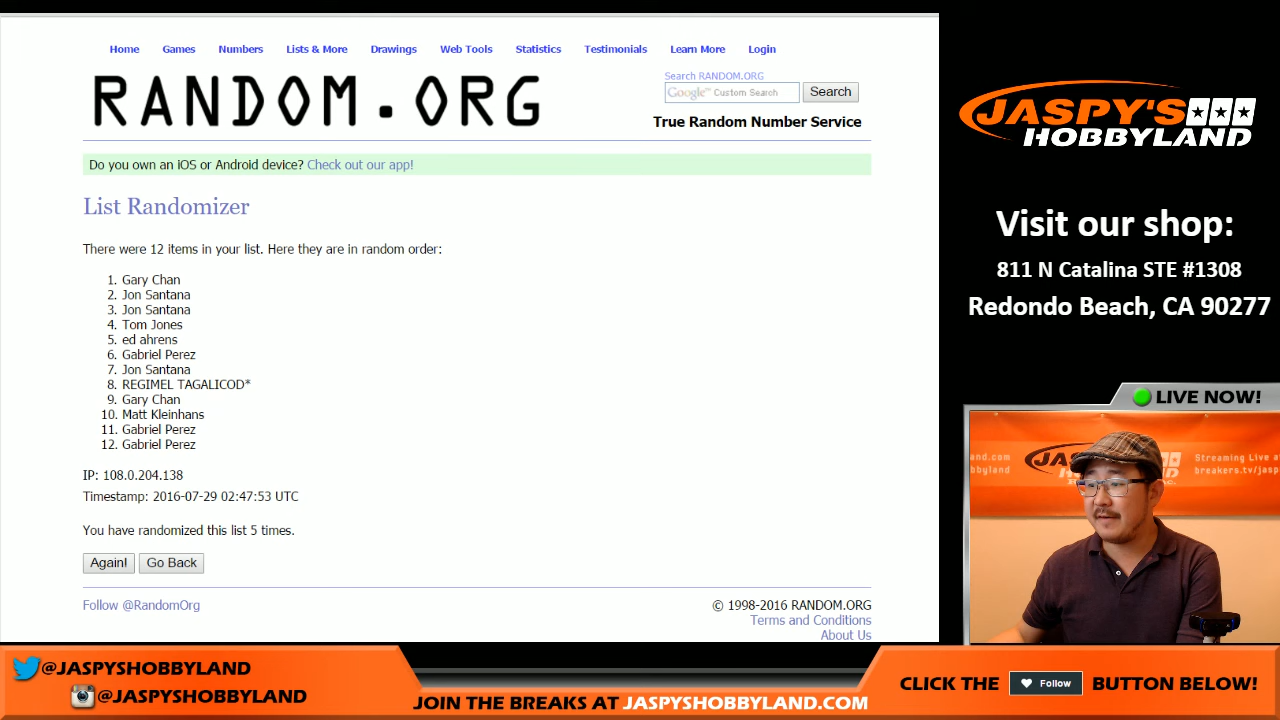 Home Games Numbers Lists & More Drawings Web Tools Statistics Testimonials Learn More Login
RANDOM.ORG
Search RANDOM.ORG
Google™ Custom Search Search
True Random Number Service
Do you own an iOS or Android device? Check out our app!
List Randomizer
There were 12 items in your list. Here they are in random order:
1. Gary Chan
2. Jon Santana
3. Jon Santana
4. Tom Jones
5. ed ahrens
6. Gabriel Perez
7. Jon Santana
8. REGIMEL TAGALICOD*
9. Gary Chan
10. Matt Kleinhans
11. Gabriel Perez
12. Gabriel Perez
IP: 108.0.204.138
Timestamp: 2016-07-29 02:47:53 UTC
You have randomized this list 5 times.
Again! Go Back
Follow @RandomOrg
© 1998-2016 RANDOM.ORG
Terms and Conditions
About Us
JASPY'S
HOBBYLAND
Visit our shop:
811 N Catalina STE #1308
Redondo Beach, CA 90277
LIVE NOW!
Streaming Live
breakers.tv/jasp
@JASPYSHOBBYLAND
@JASPYSHOBBYLAND
JOIN THE BREAKS AT JASPYSHOBBYLAND.COM
CLICK THE Follow BUTTON BELOW!